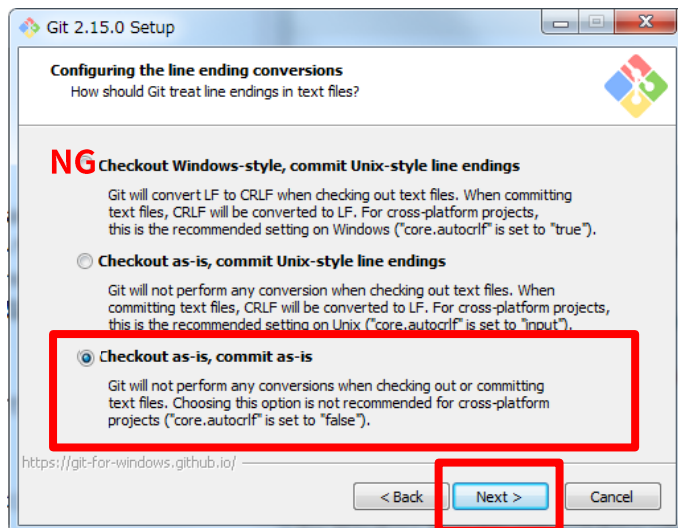 Git 2.15.0 Setup
Configuring the line ending conversions
How should Git treat line endings in text files?
NG Checkout Windows-style, commit Unix-style line endings
Git will convert LF to CRLF when checking out text files. When committing
text files, CRLF will be converted to LF. For cross-platform projects,
this is the recommended setting on Windows ("core.autocrlf" is set to "true").
Checkout as-is, commit Unix-style line endings
Git will not perform any conversion when checking out text files. When
committing text files, CRLF will be converted to LF. For cross-platform projects,
this is the recommended setting on Unix ("core.autocrlf" is set to "input").
Checkout as-is, commit as-is
Git will not perform any conversions when checking out or committing
text files. Choosing this option is not recommended for cross-platform
projects ("core.autocrlf" is set to "false").
https://git-for-windows.github.io/
< Back Next > Cancel